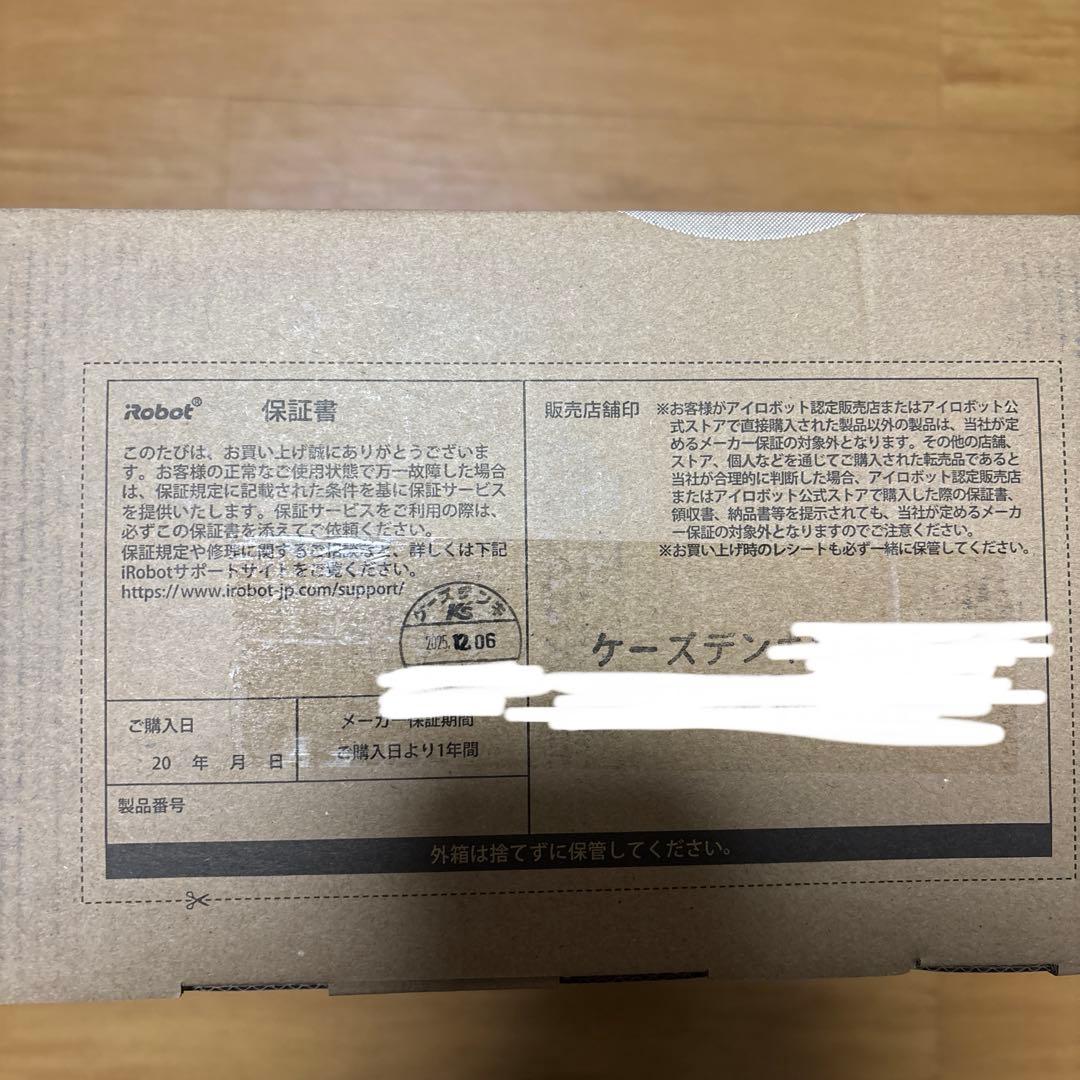 iRobot® 保証書
このたびは、お買い上げ誠にありがとうございま
す。お客様の正常なご使用状態で万一故障した場合
は、保証規定に記載された条件を基に保証サービス
を提供いたします。保証サービスをご利用の際は、
必ずこの保証書を添えてご依頼ください。
保証規定や修理に関するご相談など、詳しくは下記
iRobotサポートサイトをご覧ください。
https://www.irobot-jp.com/support/
ケーズデンキ
KS
2025.12.06
ご購入日
20 年 月 日
メーカー保証期間
ご購入日より1年間
製品番号
販売店舗印
※お客様がアイロボット認定販売店またはアイロボット公
式ストアで直接購入された製品以外の製品は、当社が定
めるメーカー保証の対象外となります。その他の店舗、
ストア、個人などを通じてご購入された転売品であると
当社が合理的に判断した場合、アイロボット認定販売店
またはアイロボット公式ストアで購入した際の保証書、
領収書、納品書等を提示されても、当社が定めるメーカ
ー保証の対象外となりますのでご注意ください。
※お買い上げ時のレシートも必ず一緒に保管してください。
ケーズデンキ
外箱は捨てずに保管してください。